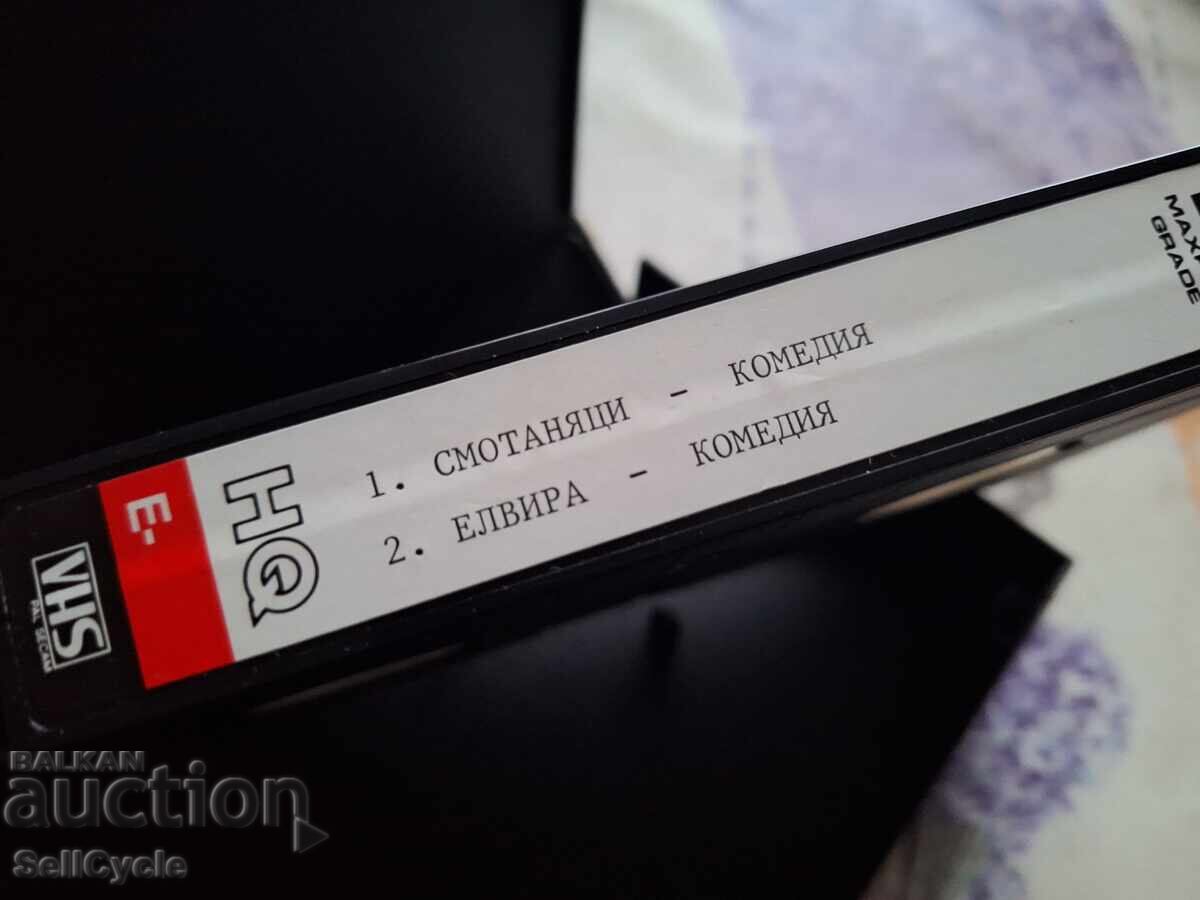 1. СМОТАНЯЦИ - КОМЕДИЯ
2. ЕЛВИРА - КОМЕДИЯ
HQ
E-
VHS
PAL SECAM
GRADE
BALKAN
auction
SellCycle